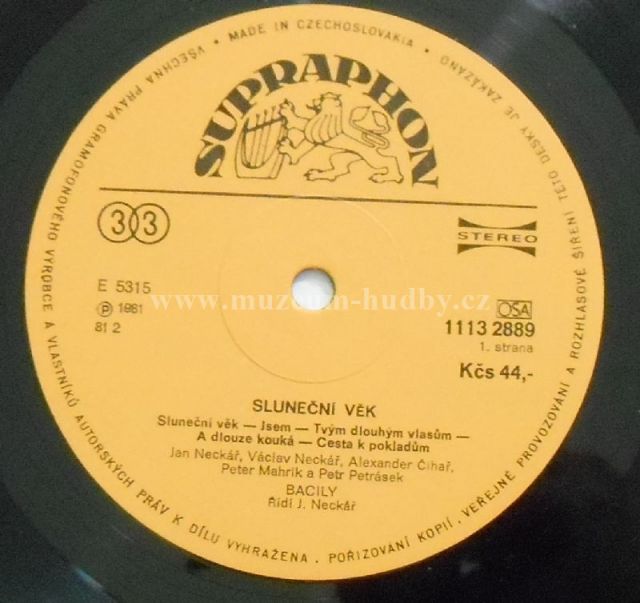 VŠECHNA PRÁVA GRAMOFONOVÉHO VÝROBCE A VLASTNÍKŮ AUTORSKÝCH PRÁV K DÍLU VYHRAŽENA. POŘIZOVÁNÍ KOPIÍ, VEŘEJNÉ PROVOZOVÁNÍ A ROZHLASOVÉ ŠÍŘENÍ TÉTO DESKY JE ZAKÁZÁNO • MADE IN CZECHOSLOVAKIA •
SUPRAPHON
33
STEREO
E 5315
℗ 1981
81 2
www.muzeum-hudby.cz
OSA
1113 2889
1. strana
Kčs 44,-
SLUNEČNÍ VĚK
Sluneční věk — Jsem — Tvým dlouhým vlasům —
A dlouze kouká — Cesta k pokladům
Jan Neckář, Václav Neckář, Alexander Čihař,
Peter Mahrik a Petr Petrásek
BACILY
Řídí J. Neckář